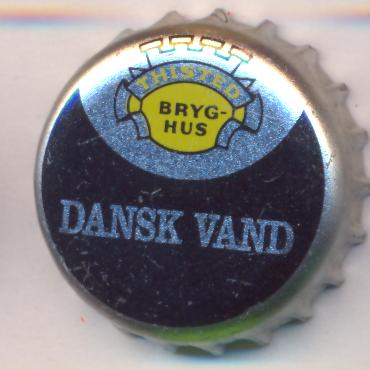 THISTED
BRYG-
HUS
DANSK VAND